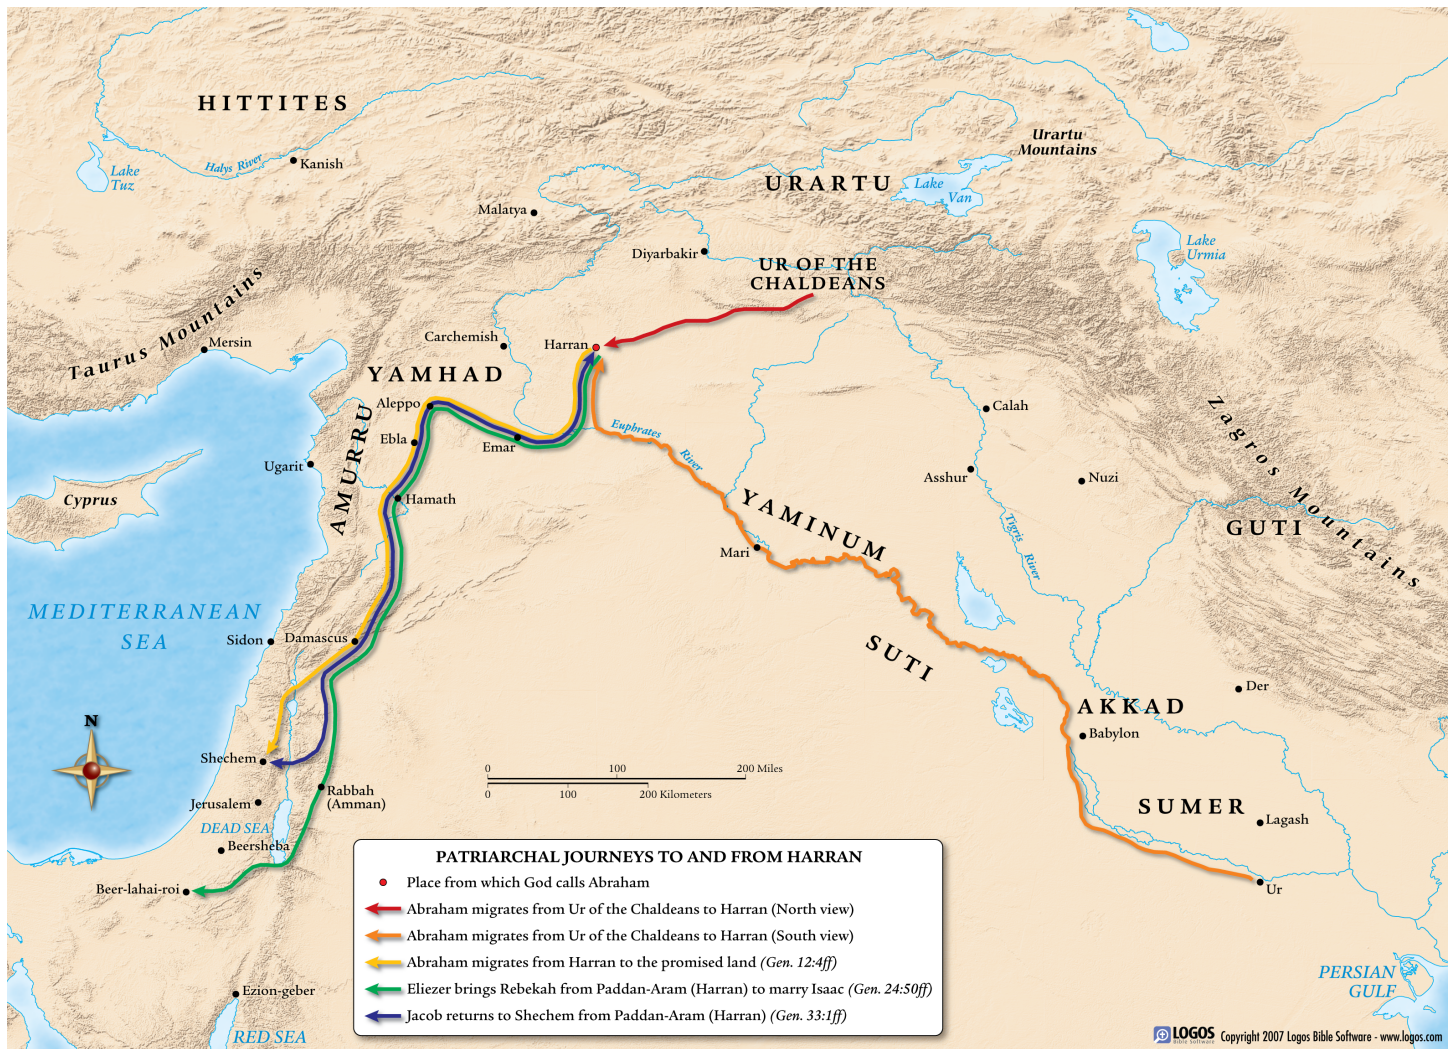 HITTITES
Lake
Tuz
Halys River
Kanish
Malatya
URARTU
Urartu
Mountains
Lake
Van
Lake
Urmia
Diyarbakir
UR OF THE
CHALDEANS
Taurus Mountains
Mersin
Carchemish
Harran
YAMHAD
Aleppo
Ebla
Emar
Euphrates
River
AMURRU
Ugarit
Hamath
Cyprus
Calah
Asshur
Nuzi
Zagros Mountains
GUTI
Tigris
River
YAMINUM
Mari
SUTI
MEDITERRANEAN
SEA
Sidon
Damascus
N
Shechem
Jerusalem
Rabbah
(Amman)
DEAD SEA
Beersheba
Beer-lahai-roi
Ezion-geber
RED SEA
0 100 200 Miles
0 100 200 Kilometers
Der
AKKAD
Babylon
SUMER
Lagash
Ur
PERSIAN
GULF
PATRIARCHAL JOURNEYS TO AND FROM HARRAN
Place from which God calls Abraham
Abraham migrates from Ur of the Chaldeans to Harran (North view)
Abraham migrates from Ur of the Chaldeans to Harran (South view)
Abraham migrates from Harran to the promised land (Gen. 12:4ff)
Eliezer brings Rebekah from Paddan-Aram (Harran) to marry Isaac (Gen. 24:50ff)
Jacob returns to Shechem from Paddan-Aram (Harran) (Gen. 33:1ff)
LOGOS
Bible Software
Copyright 2007 Logos Bible Software - www.logos.com